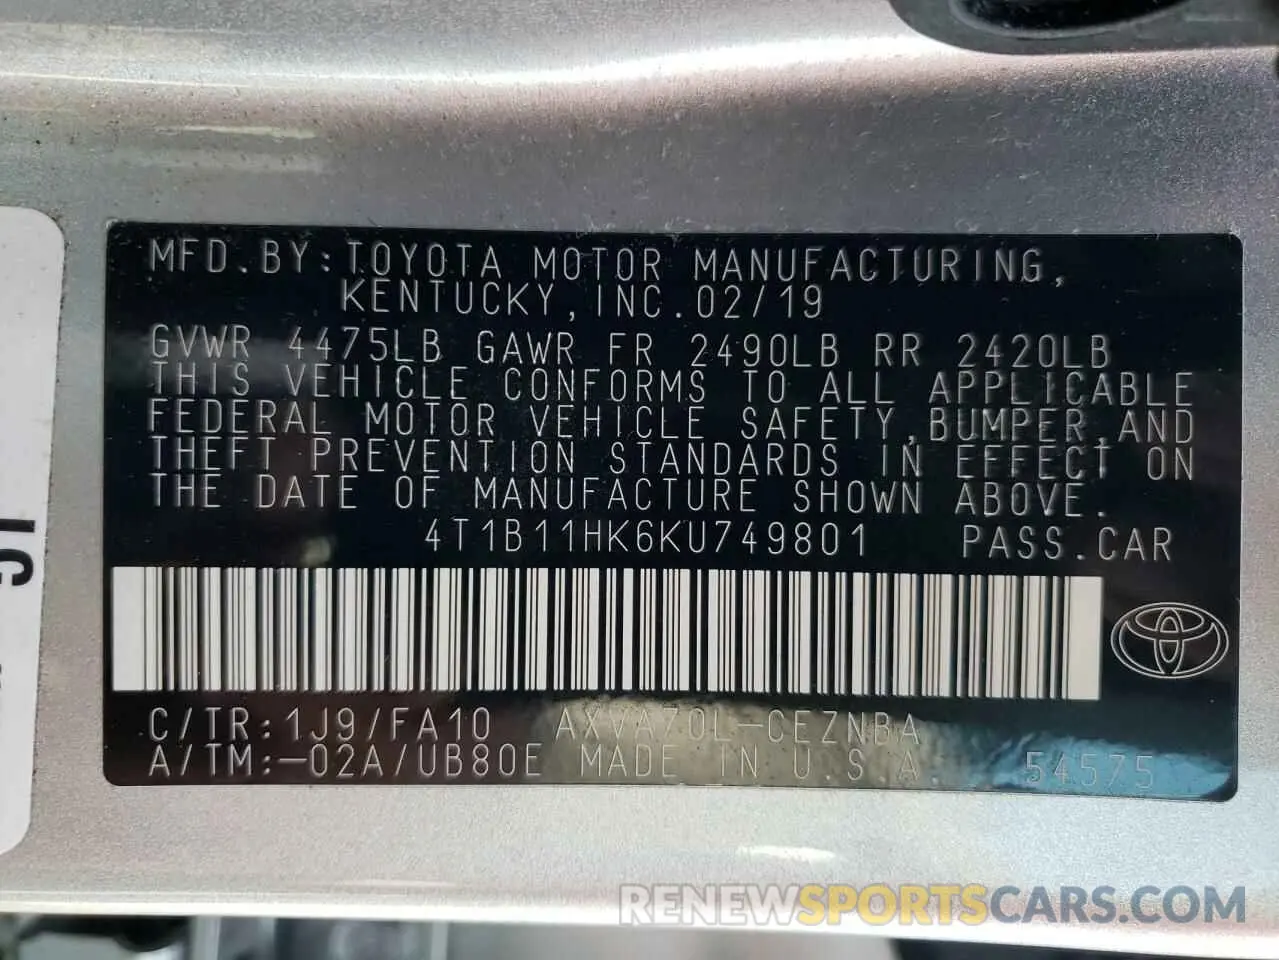 MFD.BY:TOYOTA MOTOR MANUFACTURING,
KENTUCKY,INC.02/19
GVWR 4475LB GAWR FR 2490LB RR 2420LB
THIS VEHICLE CONFORMS TO ALL APPLICABLE
FEDERAL MOTOR VEHICLE SAFETY,BUMPER,AND
THEFT PREVENTION STANDARDS IN EFFECT ON
THE DATE OF MANUFACTURE SHOWN ABOVE.
4T1B11HK6KU749801 PASS.CAR
C/TR:1J9/FA10 AXVA70L-CEZNBA
A/TM:-02A/UB80E MADE IN U.S.A. 54575
RENEWSPORTSCARS.COM